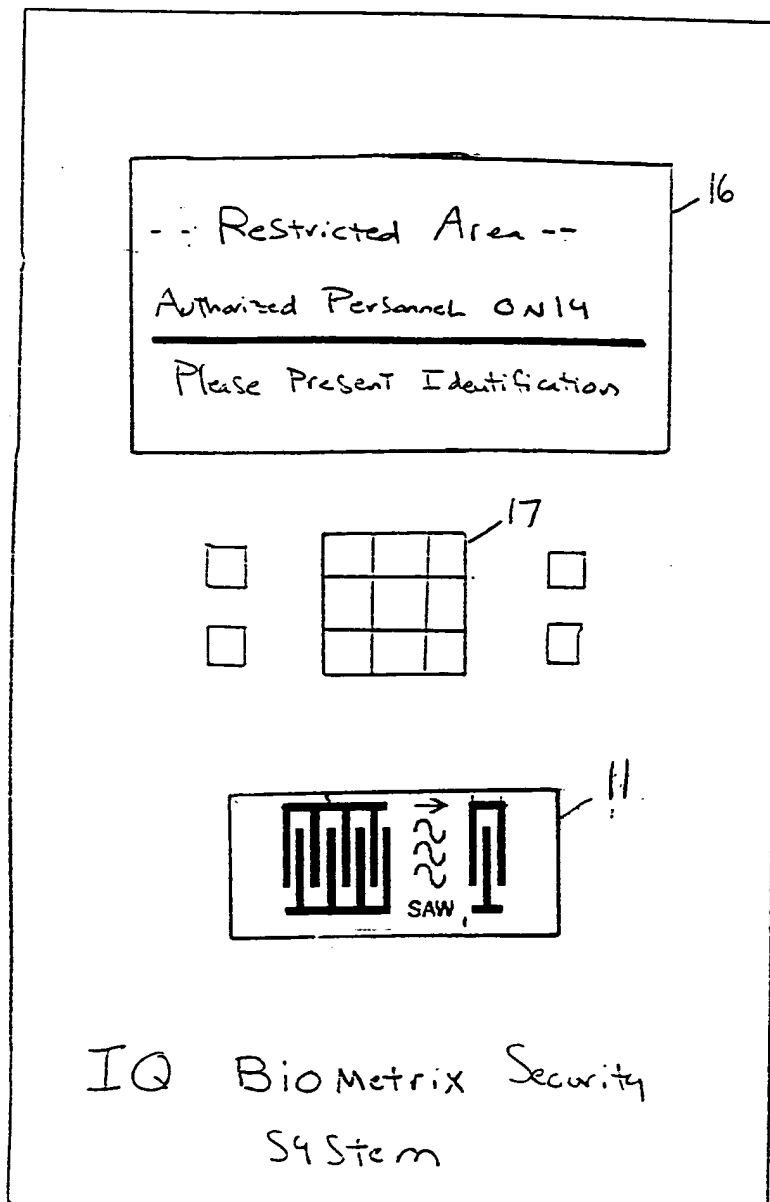 -- Restricted Area --
Authorized Personnel ONly
Please Present Identification
16
17
11
SAW
IQ BioMetrix Security
System